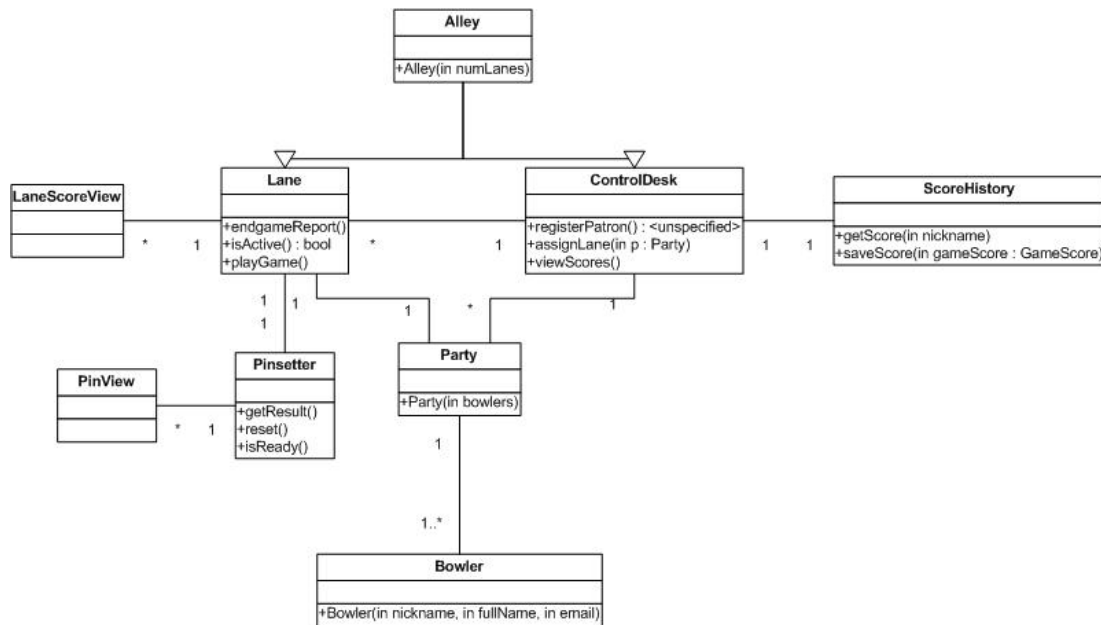 Alley
+Alley(in numLanes)
LaneScoreView
Lane
+endgameReport()
+isActive() : bool
+playGame()
ControlDesk
+registerPatron() : <unspecified>
+assignLane(in p : Party)
+viewScores()
ScoreHistory
+getScore(in nickname)
+saveScore(in gameScore : GameScore)
* 1
* 1
1 1
1 1
1
1
* 1
PinView
Pinsetter
+getResult()
+reset()
+isReady()
* 1
Party
+Party(in bowlers)
1
1..*
Bowler
+Bowler(in nickname, in fullName, in email)